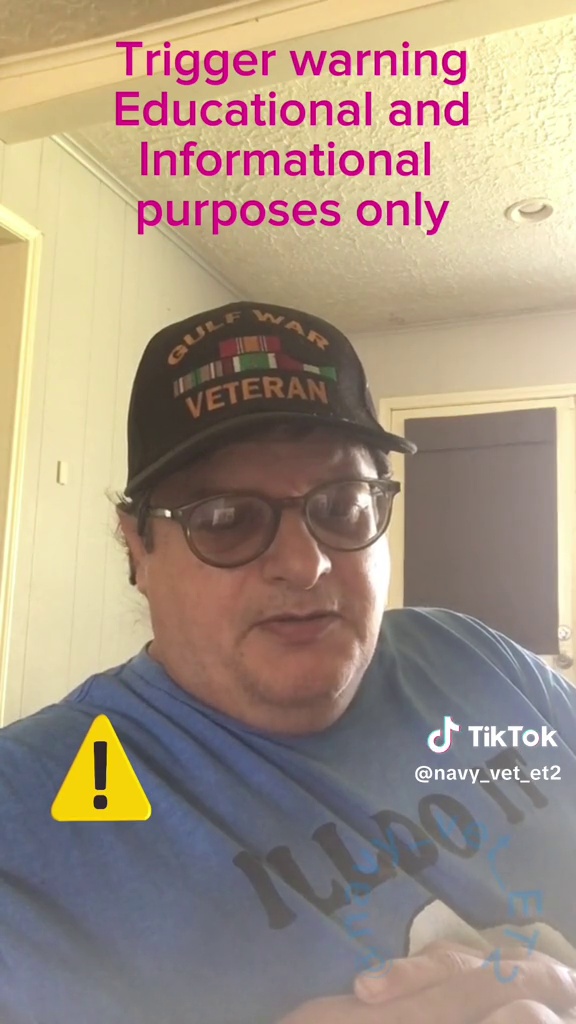 Trigger warning
Educational and
Informational
purposes only
GULF WAR
VETERAN
TikTok
@navy_vet_et2
I'LL DO IT